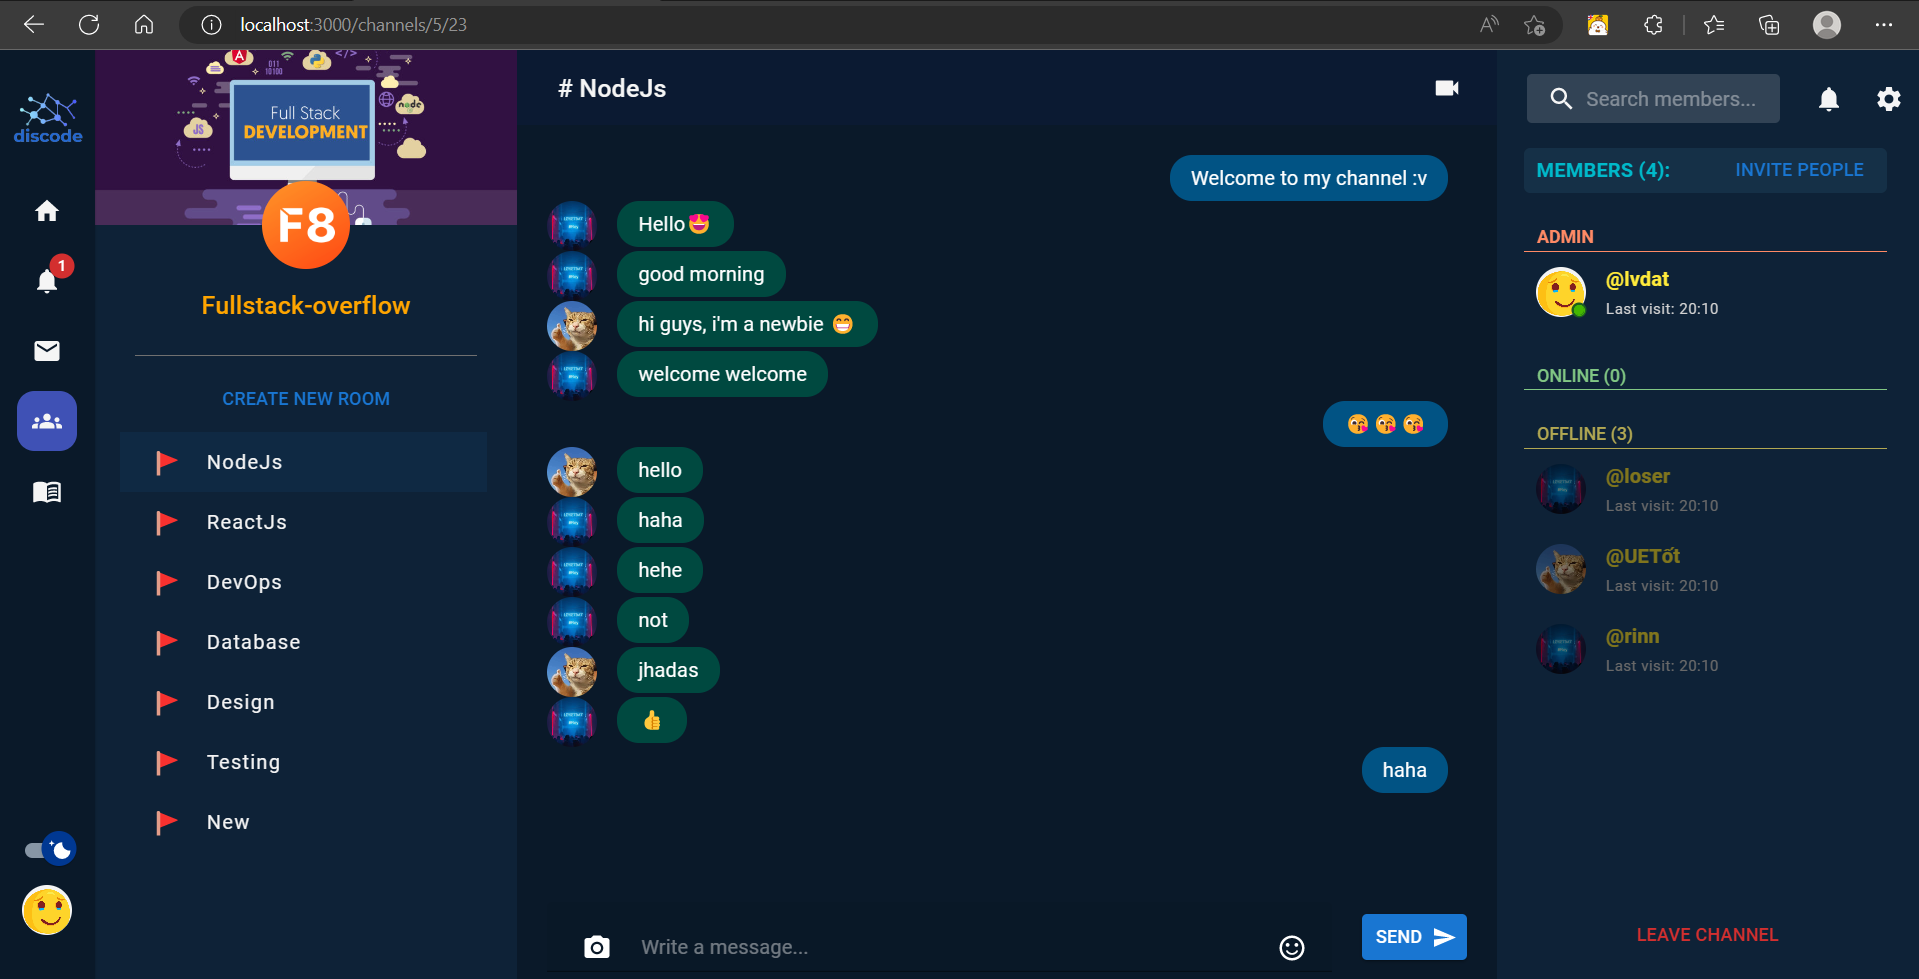 localhost:3000/channels/5/23
discode
1
011
10100
</>
A
JS
node
Full Stack
DEVELOPMENT
F8
Fullstack-overflow
CREATE NEW ROOM
NodeJs
ReactJs
DevOps
Database
Design
Testing
New
# NodeJs
Welcome to my channel :v
Hello🤩
good morning
hi guys, i'm a newbie 😁
welcome welcome
😘 😘 😘
hello
haha
hehe
not
jhadas
👍
haha
Write a message...
SEND
Search members...
MEMBERS (4):
INVITE PEOPLE
ADMIN
@lvdat
Last visit: 20:10
ONLINE (0)
OFFLINE (3)
@loser
Last visit: 20:10
@UETốt
Last visit: 20:10
@rinn
Last visit: 20:10
LEAVE CHANNEL